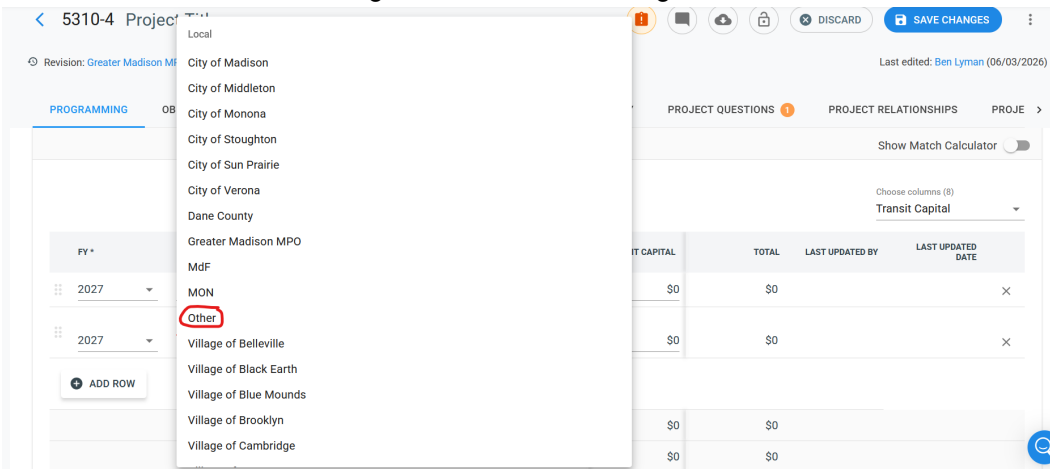 5310-4 Project
DISCARD
SAVE CHANGES
Revision: Greater Madison
Last edited: Ben Lyman (06/03/2026)
PROGRAMMING
PROJECT QUESTIONS 1
PROJECT RELATIONSHIPS
PROJE
Show Match Calculator
Choose columns (8)
Transit Capital
FY *
IT CAPITAL
TOTAL
LAST UPDATED BY
LAST UPDATED
DATE
2027
$0
$0
2027
$0
$0
ADD ROW
$0
$0
$0
$0
Local
City of Madison
City of Middleton
City of Monona
City of Stoughton
City of Sun Prairie
City of Verona
Dane County
Greater Madison MPO
MdF
MON
Other
Village of Belleville
Village of Black Earth
Village of Blue Mounds
Village of Brooklyn
Village of Cambridge